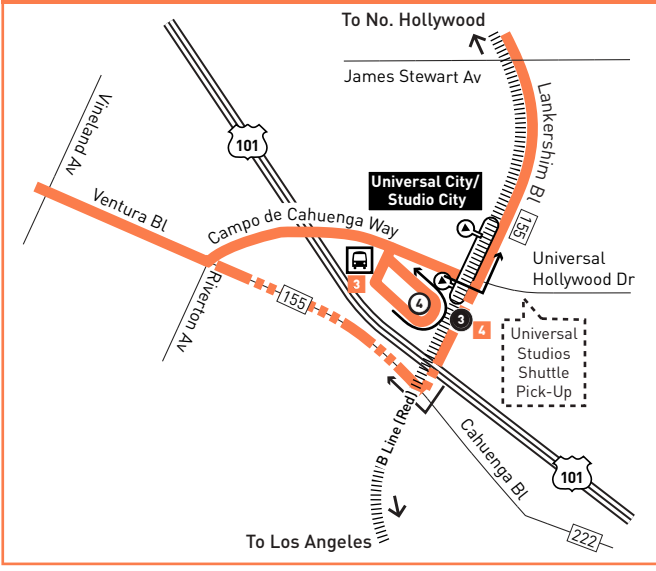 To No. Hollywood
James Stewart Av
Lankershim Bl
101
Vineland Av
Universal City/
Studio City
Ventura Bl
Campo de Cahuenga Way
155
Universal
Hollywood Dr
3
4
155
Riverton Av
3
4
Universal
Studios
Shuttle
Pick-Up
B Line (Red)
Cahuenga Bl
101
222
To Los Angeles